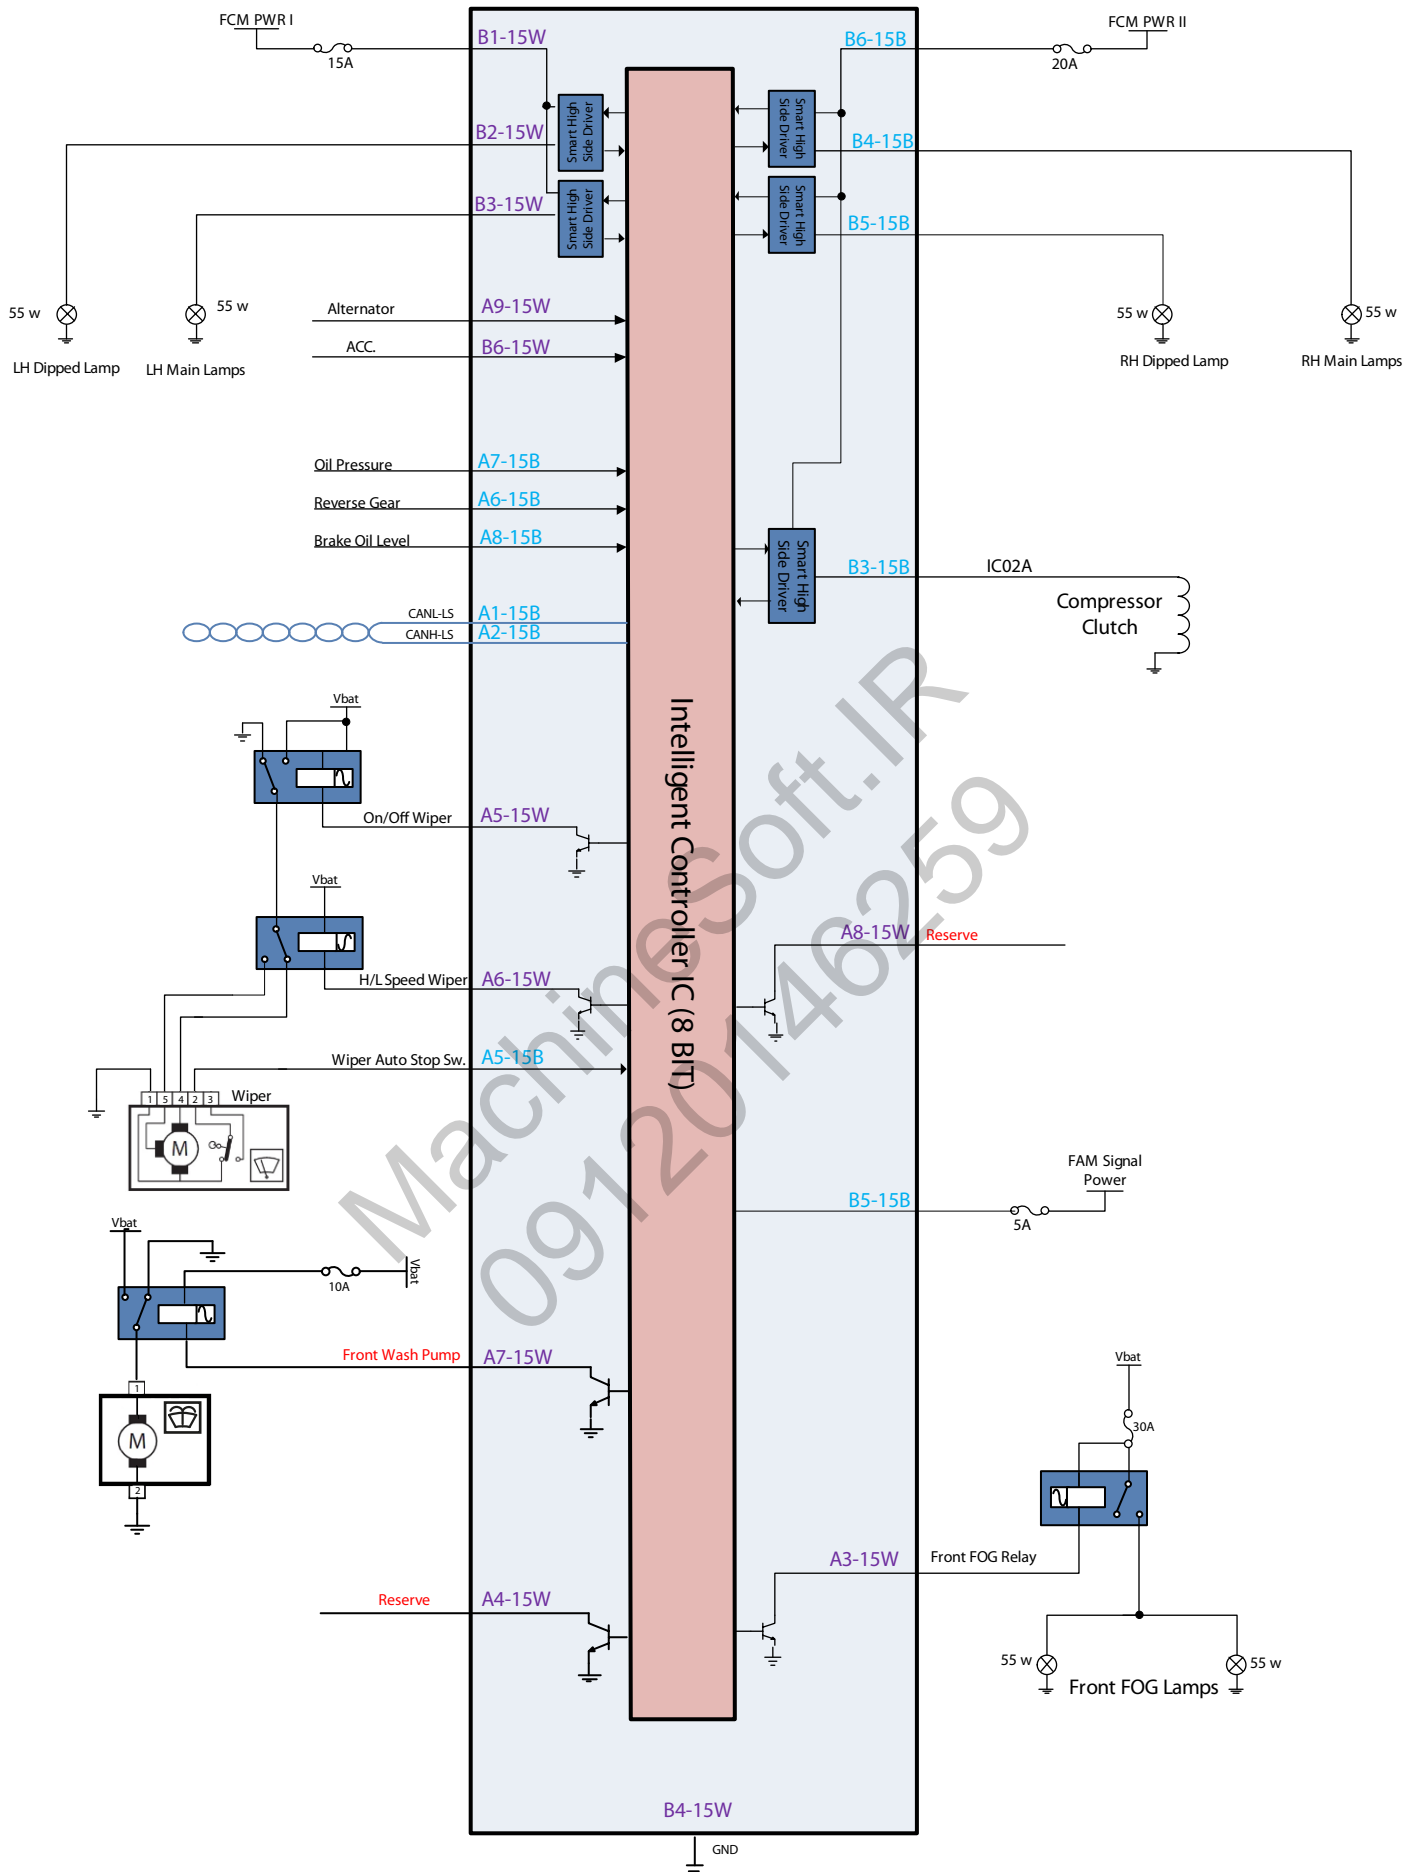 FCM PWR I
FCM PWR II
B1-15W
B6-15B
15A
20A
Smart High
Side Driver
Smart High
Side Driver
B2-15W
B4-15B
Smart High
Side Driver
Smart High
Side Driver
B3-15W
B5-15B
55 w
55 w
55 w
55 w
Alternator
A9-15W
ACC.
B6-15W
LH Dipped Lamp
LH Main Lamps
RH Dipped Lamp
RH Main Lamps
Oil Pressure
A7-15B
Reverse Gear
A6-15B
Brake Oil Level
A8-15B
Smart High
Side Driver
B3-15B
IC02A
Compressor
Clutch
CANL-LS
A1-15B
CANH-LS
A2-15B
Intelligent Controller IC (8 BIT)
Vbat
On/Off Wiper
A5-15W
Vbat
A8-15W
Reserve
H/L Speed Wiper
A6-15W
Wiper Auto Stop Sw.
A5-15B
1 5 4 2 3
Wiper
M
FAM Signal
Power
B5-15B
5A
Vbat
Vbat
10A
Front Wash Pump
A7-15W
1
M
2
Vbat
30A
A3-15W
Front FOG Relay
Reserve
A4-15W
55 w
55 w
Front FOG Lamps
B4-15W
GND
MachineSoft.IR
09120146259